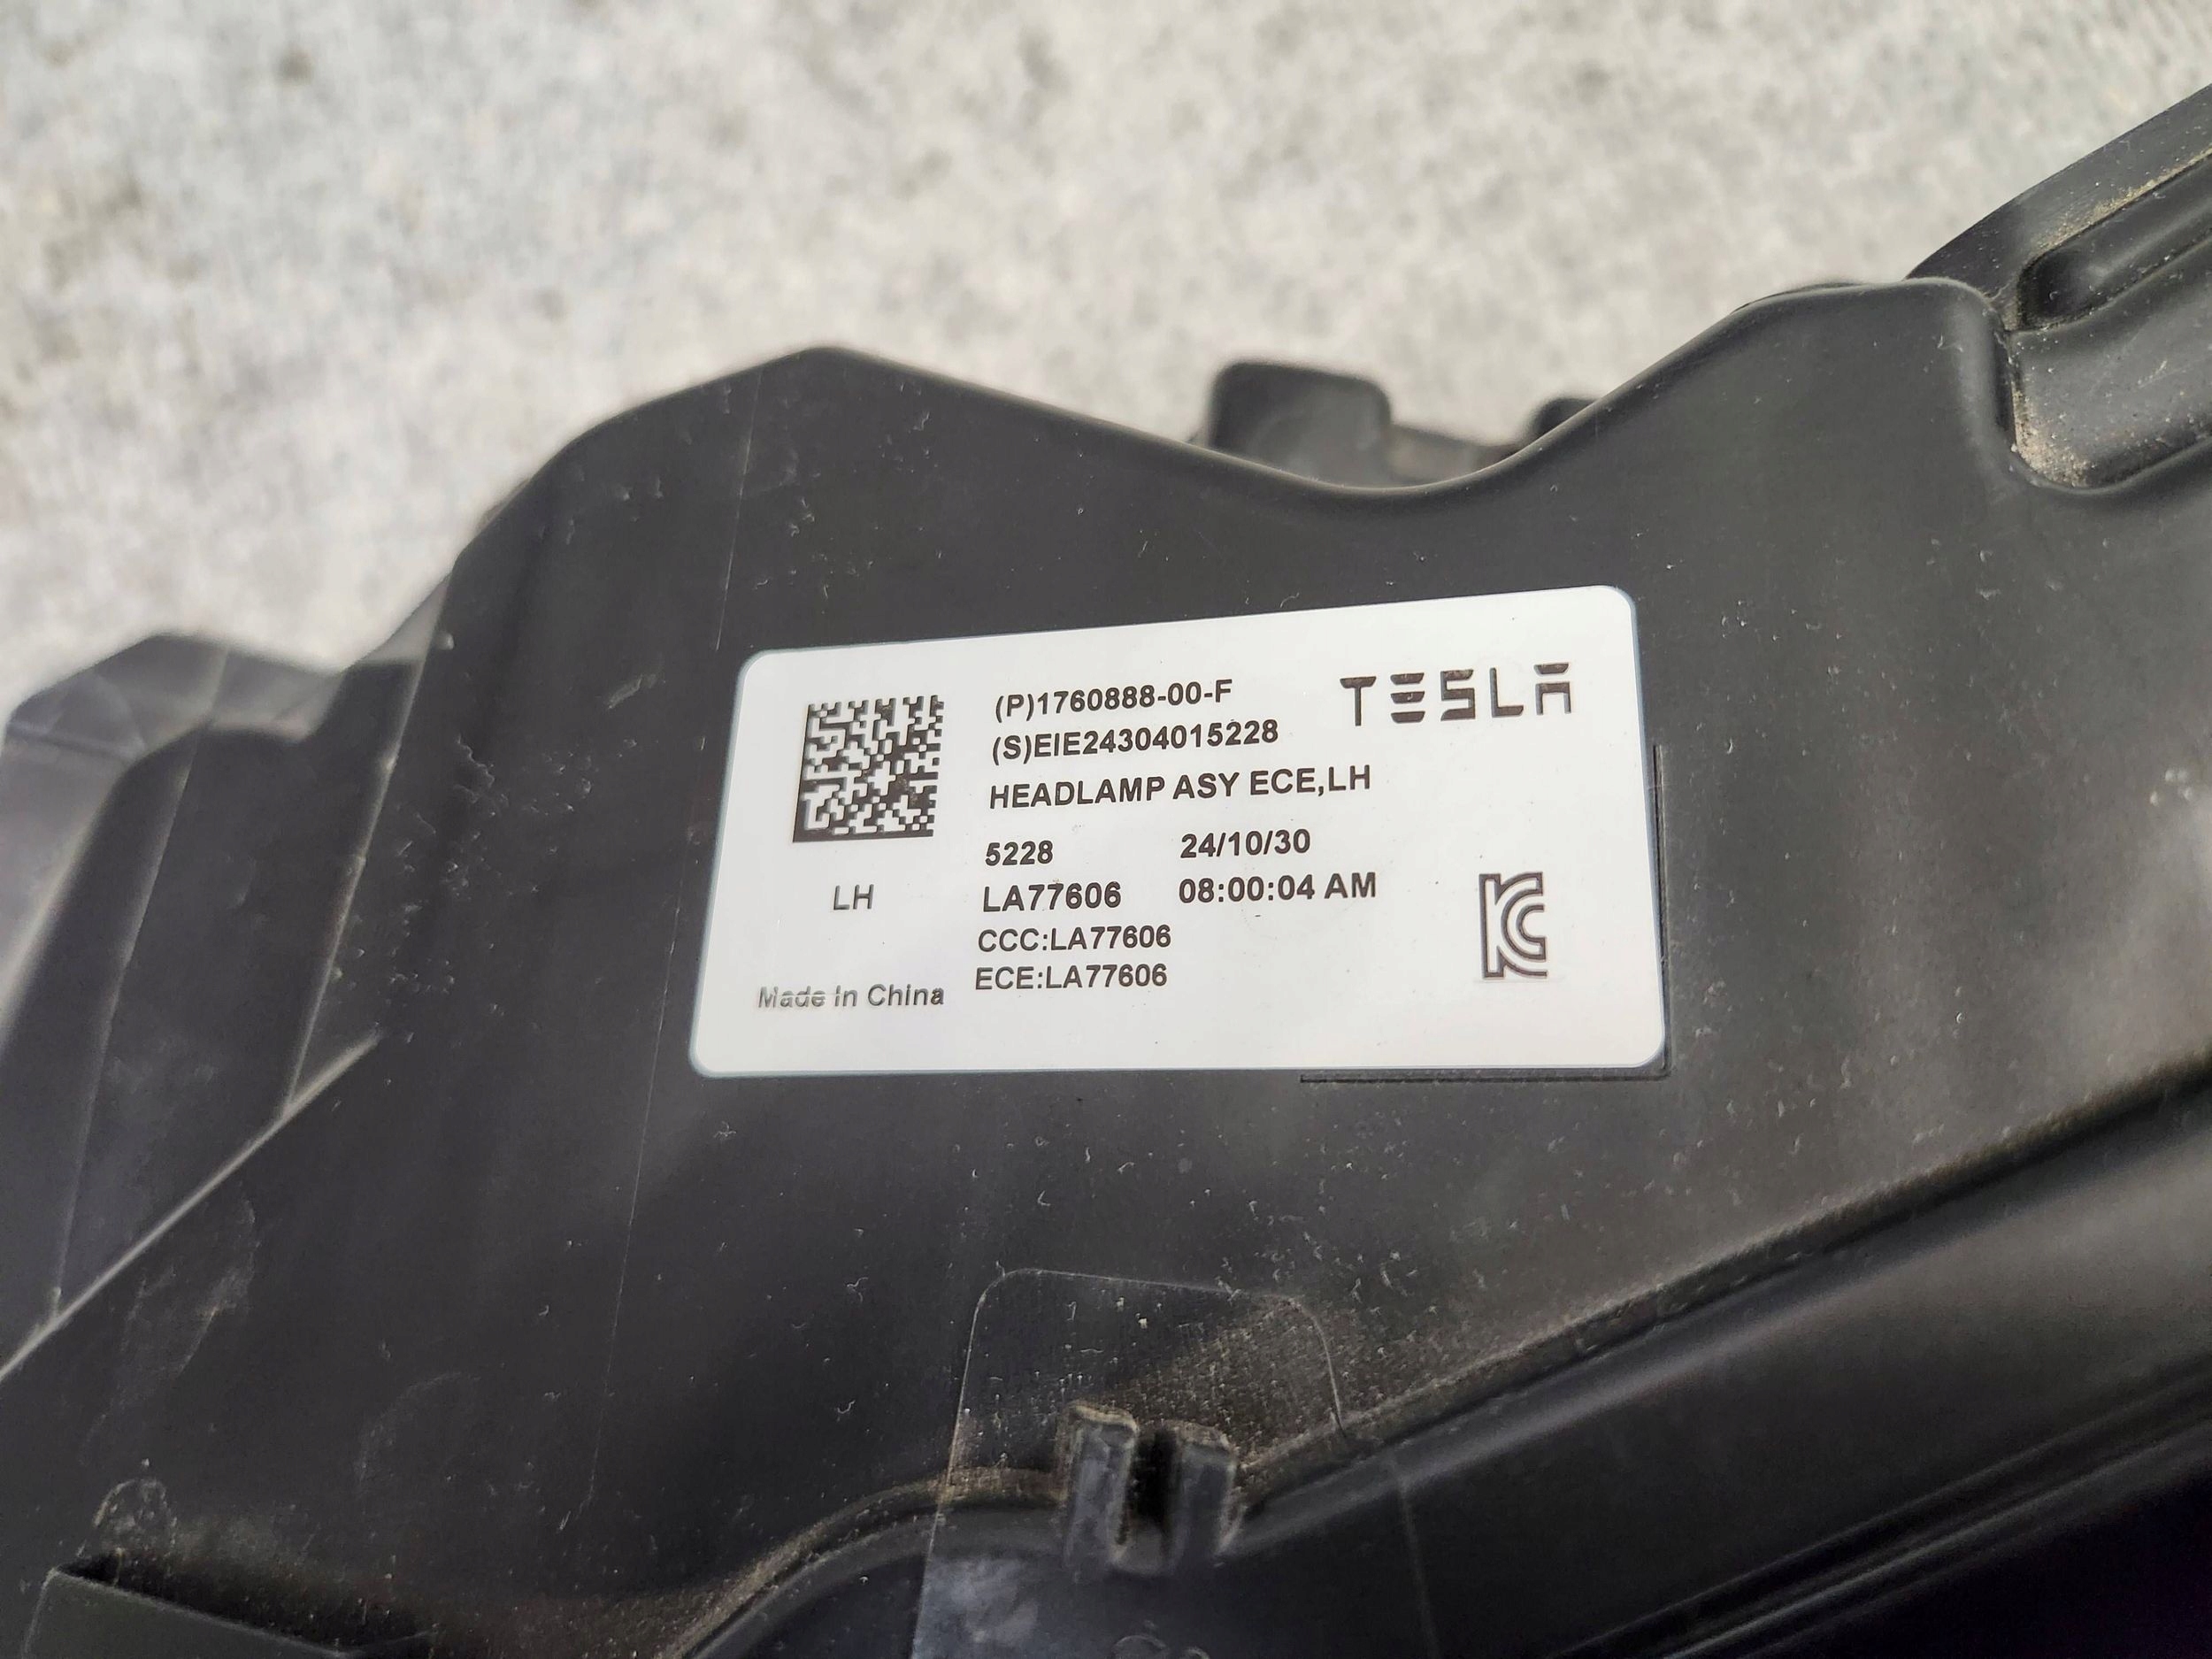 (P)1760888-00-F
TESLA
(S)EIE24304015228
HEADLAMP ASY ECE,LH
5228 24/10/30
LH
LA77606 08:00:04 AM
CCC:LA77606
ECE:LA77606
Made In China
KC